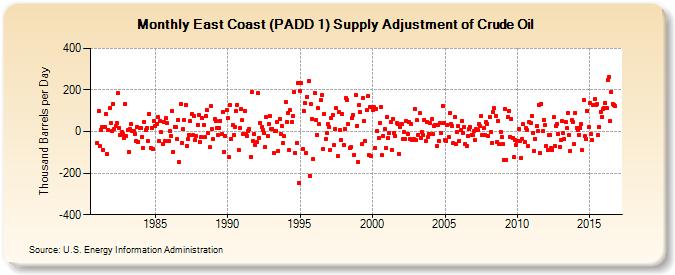 Monthly East Coast (PADD 1) Supply Adjustment of Crude Oil
Thousand Barrels per Day
400
200
0
-200
-400
1985 1990 1995 2000 2005 2010 2015
Source: U.S. Energy Information Administration